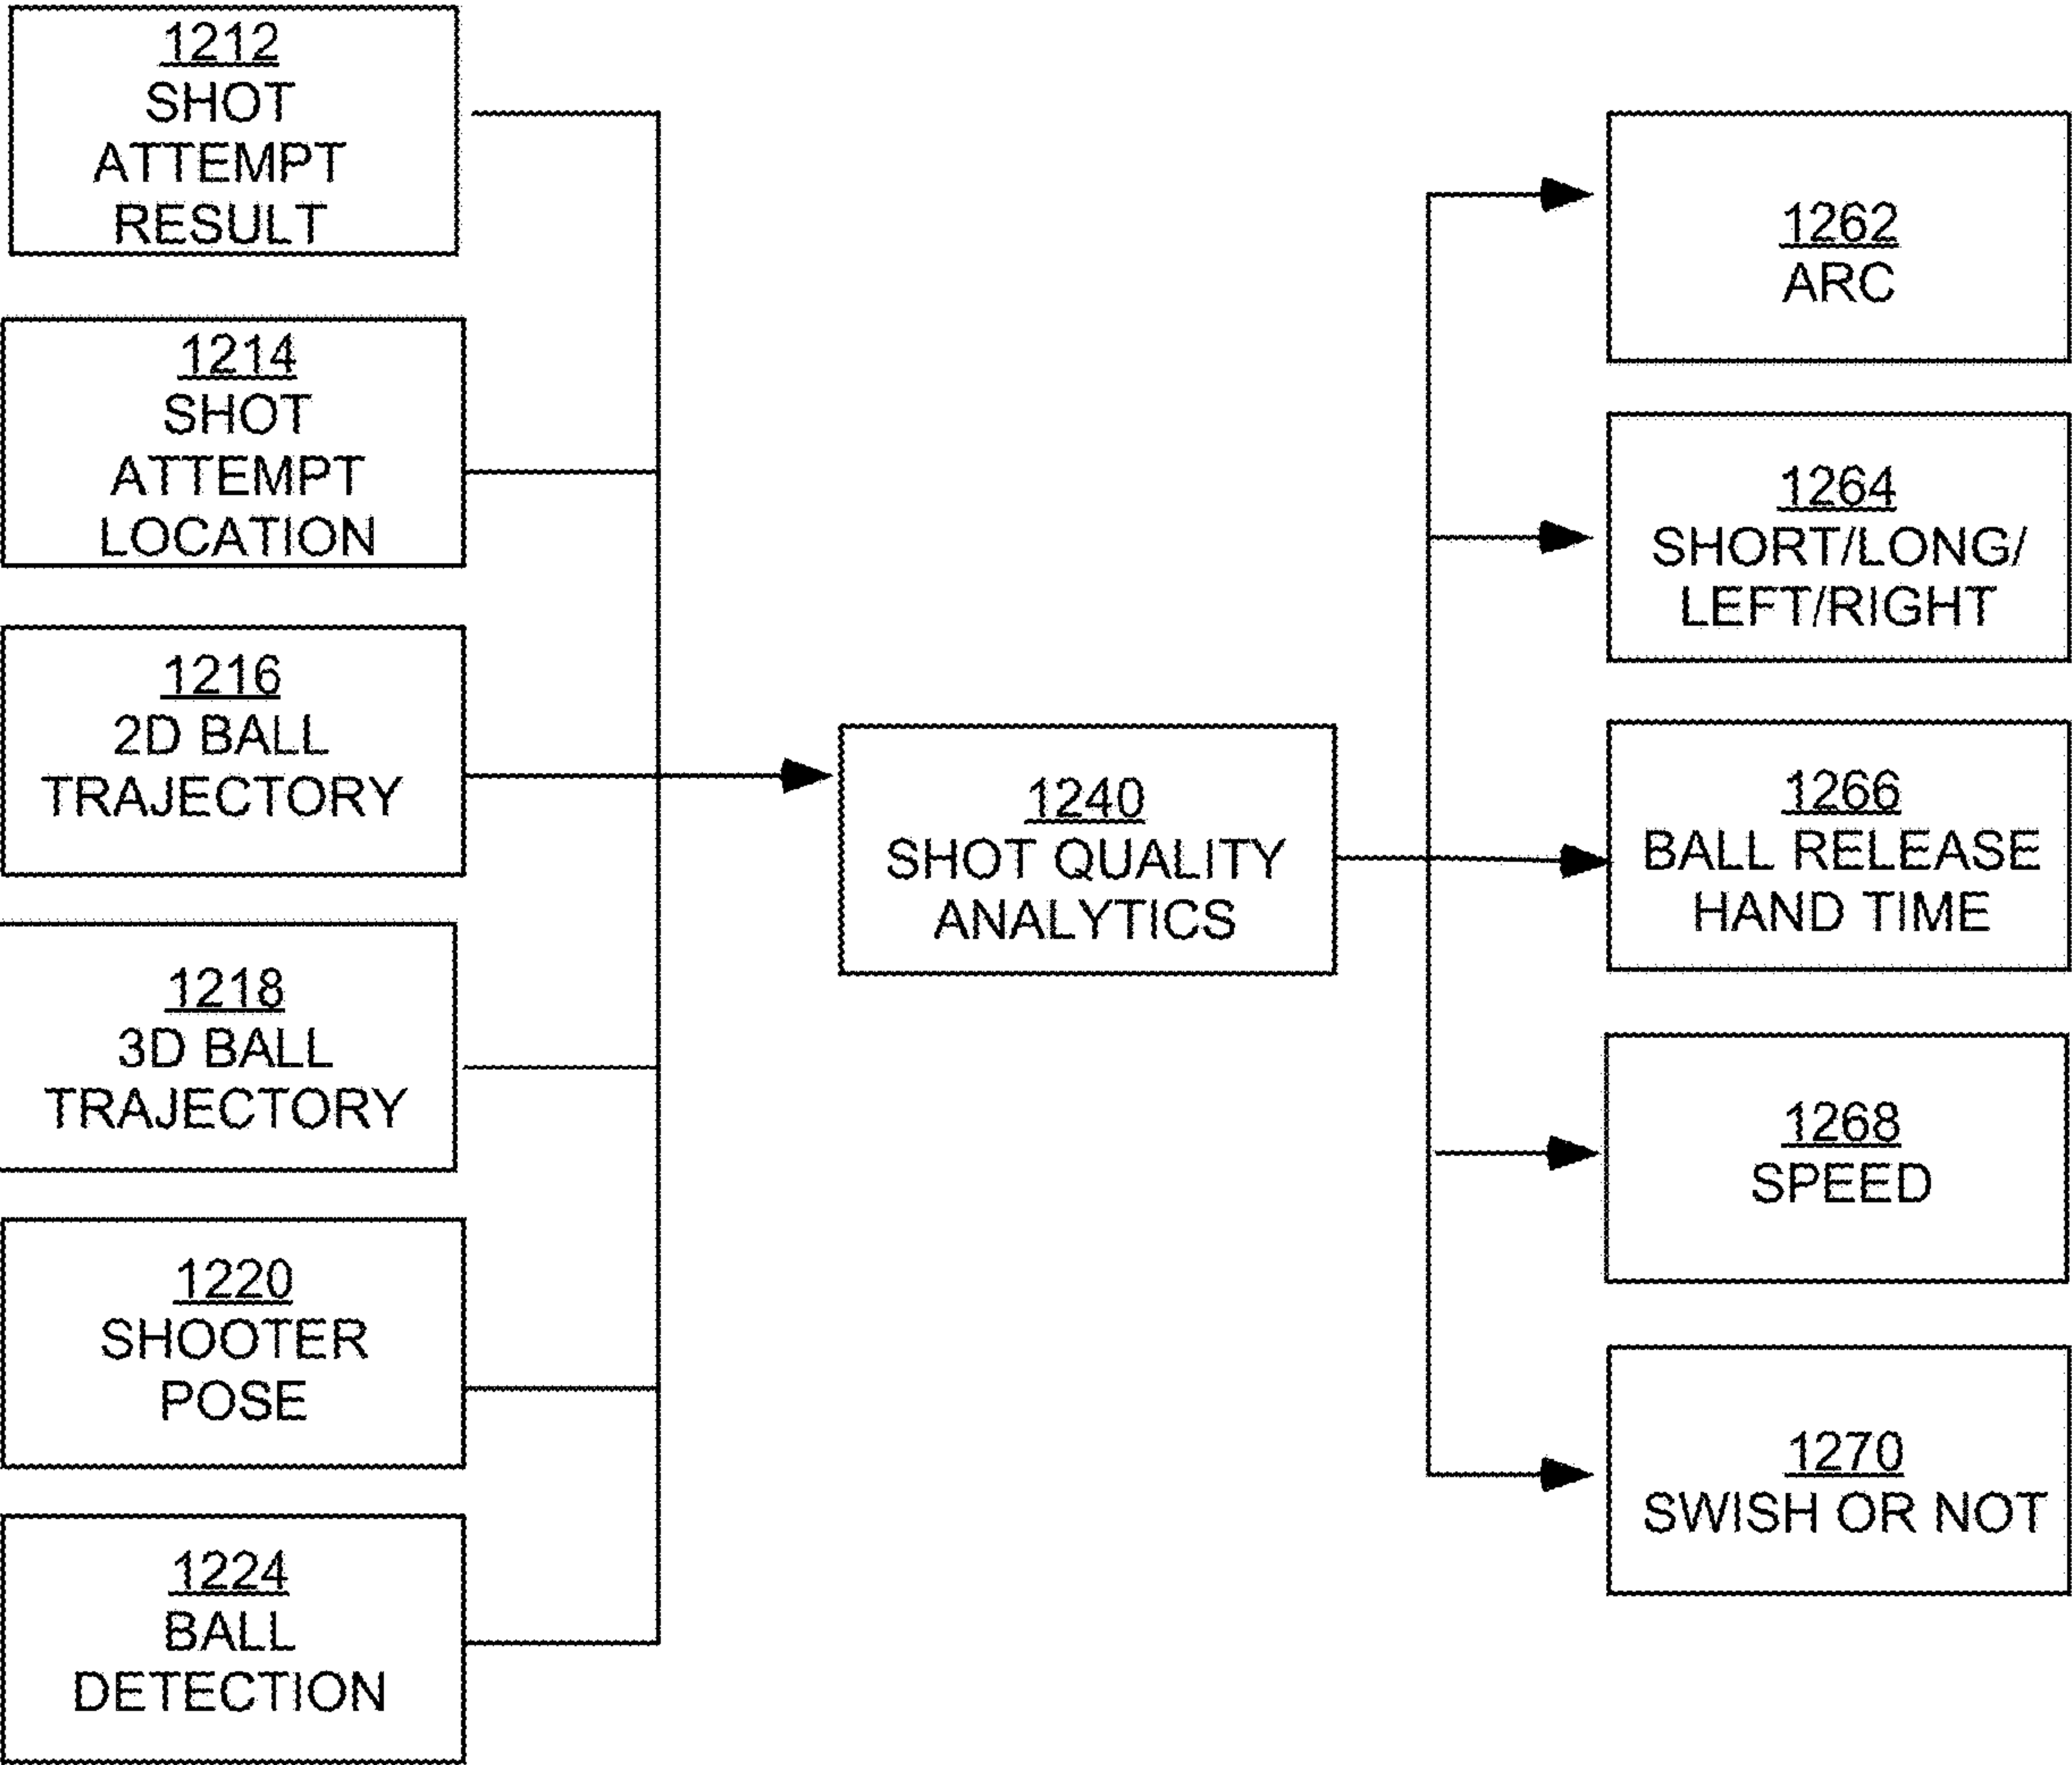 1212
SHOT
ATTEMPT
RESULT
1214
SHOT
ATTEMPT
LOCATION
1216
2D BALL
TRAJECTORY
1218
3D BALL
TRAJECTORY
1220
SHOOTER
POSE
1224
BALL
DETECTION
1240
SHOT QUALITY
ANALYTICS
1262
ARC
1264
SHORT/LONG/
LEFT/RIGHT
1266
BALL RELEASE
HAND TIME
1268
SPEED
1270
SWISH OR NOT